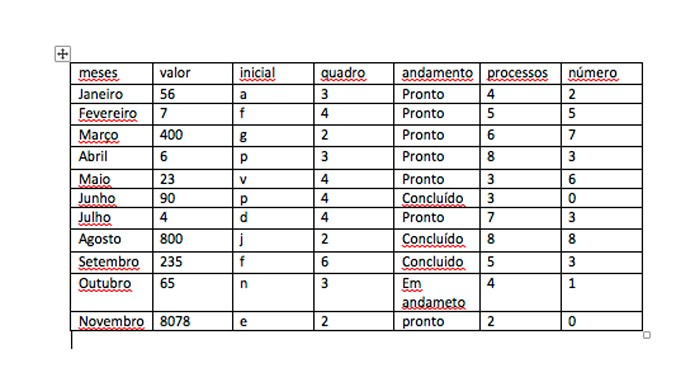 meses valor inicial quadro andamento processos número
Janeiro 56 a 3 Pronto 4 2
Fevereiro 7 f 4 Pronto 5 5
Março 400 g 2 Pronto 6 7
Abril 6 p 3 Pronto 8 3
Maio 23 v 4 Pronto 3 6
Junho 90 p 4 Concluído 3 0
Julho 4 d 4 Pronto 7 3
Agosto 800 j 2 Concluído 8 8
Setembro 235 f 6 Concluido 5 3
Outubro 65 n 3 Em 4 1
andameto
Novembro 8078 e 2 pronto 2 0